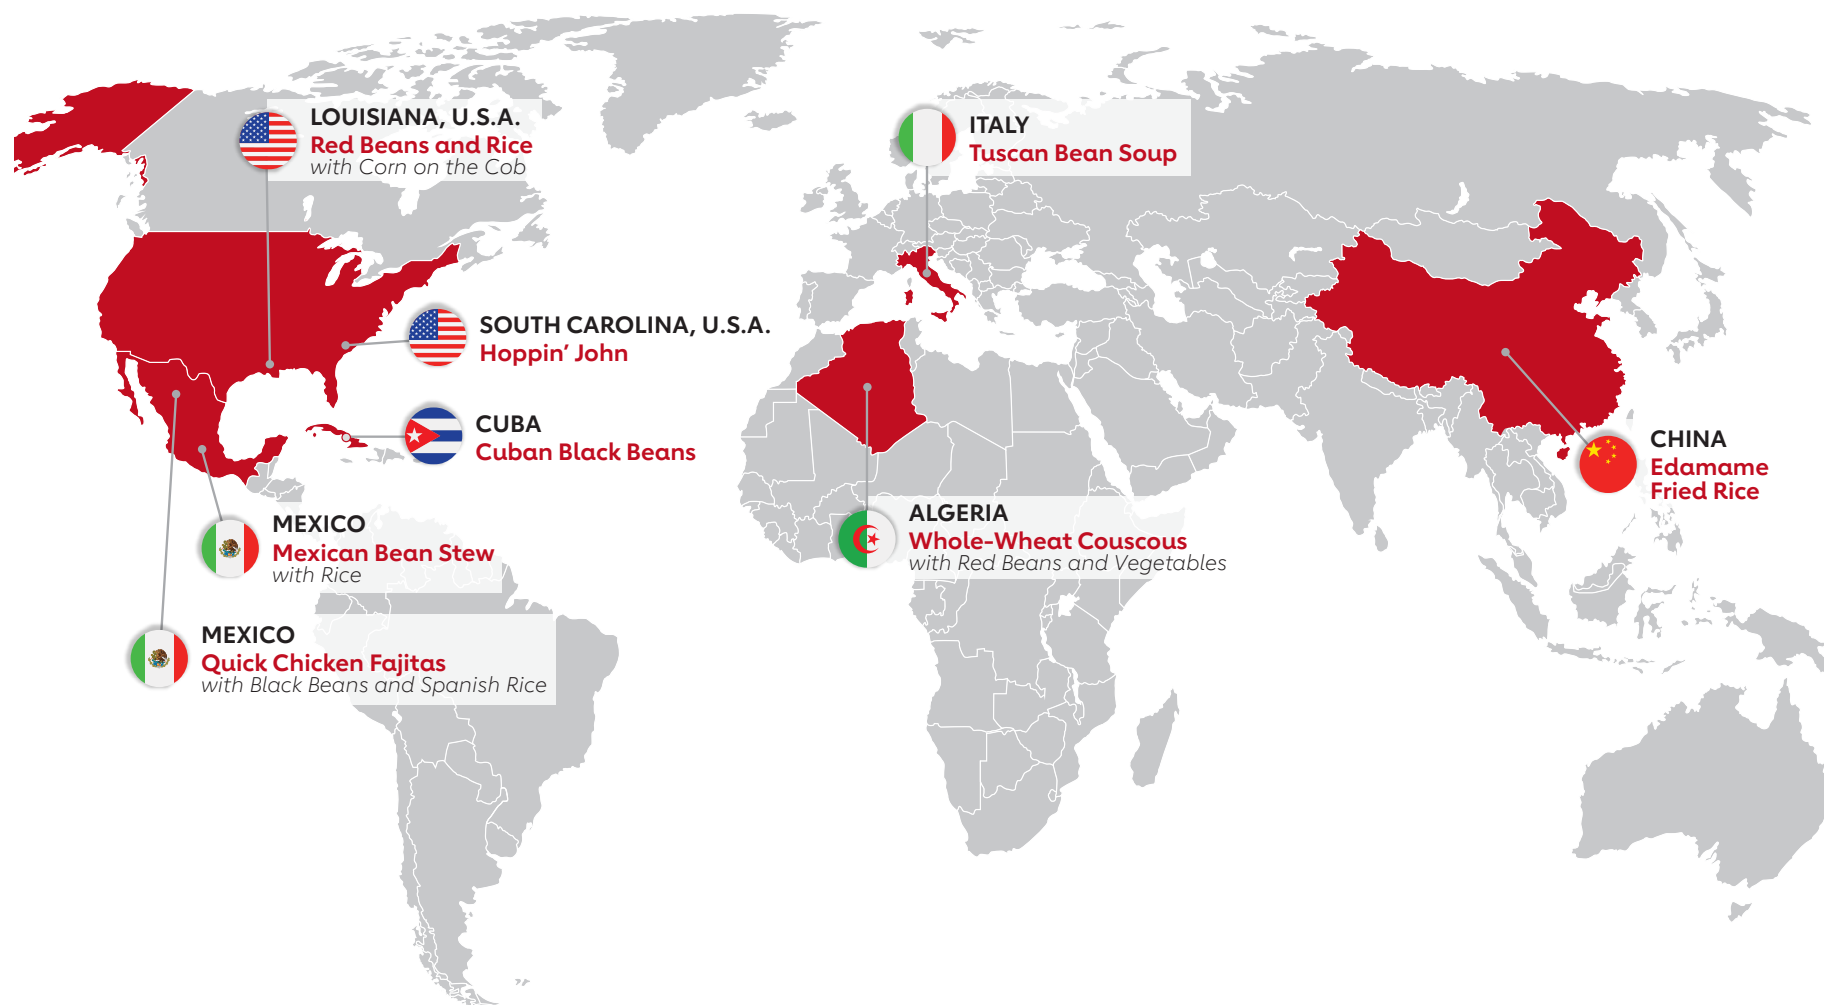 LOUISIANA, U.S.A.
Red Beans and Rice
with Corn on the Cob
ITALY
Tuscan Bean Soup
SOUTH CAROLINA, U.S.A.
Hoppin’ John
CUBA
Cuban Black Beans
CHINA
Edamame
Fried Rice
MEXICO
Mexican Bean Stew
with Rice
ALGERIA
Whole-Wheat Couscous
with Red Beans and Vegetables
MEXICO
Quick Chicken Fajitas
with Black Beans and Spanish Rice